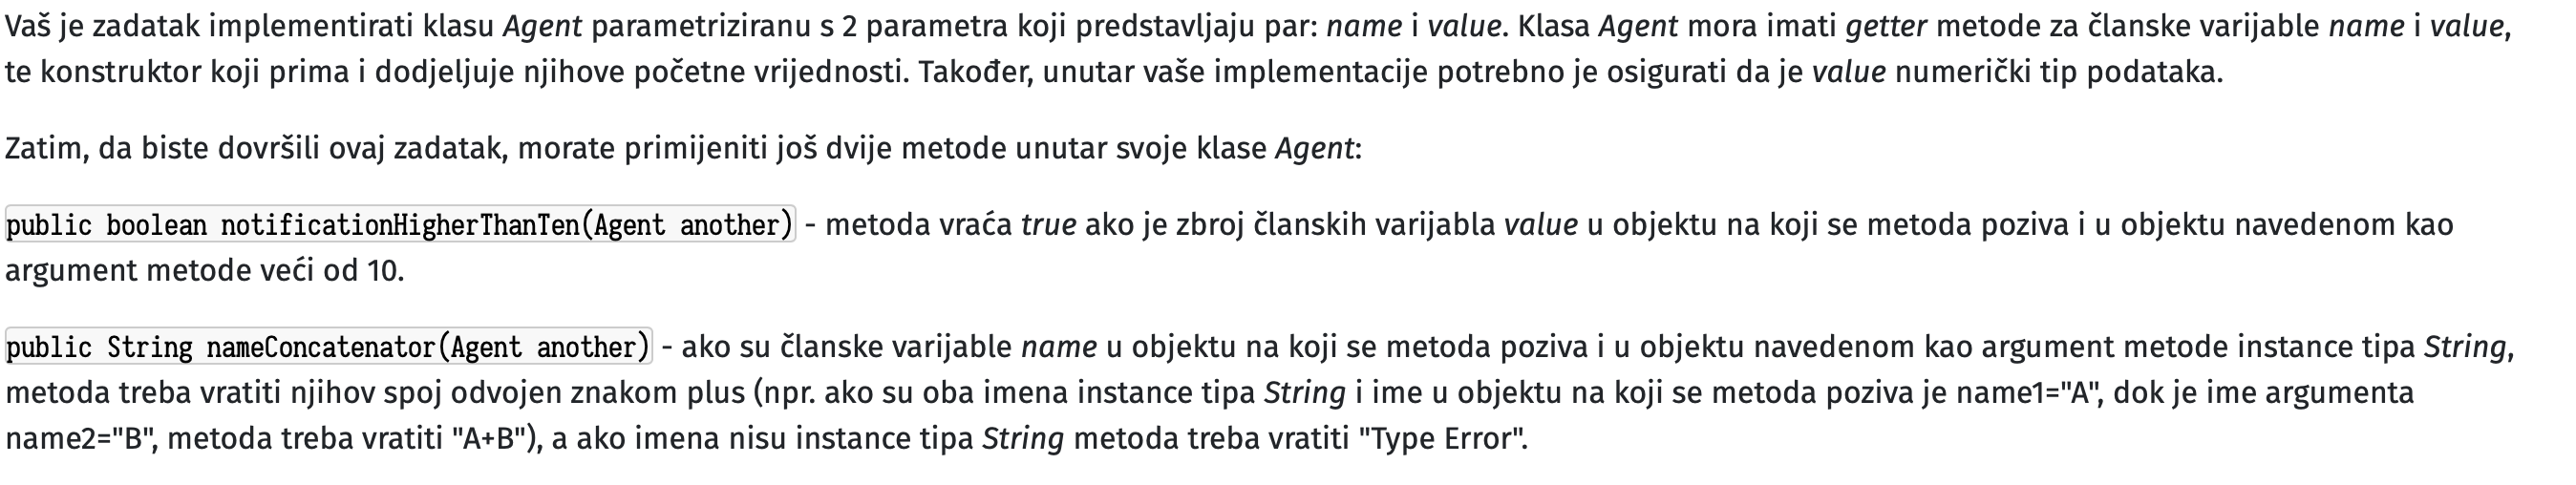 Vaš je zadatak implementirati klasu Agent parametriziranu s 2 parametra koji predstavljaju par: name i value. Klasa Agent mora imati getter metode za članske varijable name i value,
te konstruktor koji prima i dodjeljuje njihove početne vrijednosti. Također, unutar vaše implementacije potrebno je osigurati da je value numerički tip podataka.
Zatim, da biste dovršili ovaj zadatak, morate primijeniti još dvije metode unutar svoje klase Agent:
public boolean notificationHigherThanTen(Agent another) - metoda vraća true ako je zbroj članskih varijabla value u objektu na koji se metoda poziva i u objektu navedenom kao
argument metode veći od 10.
public String nameConcatenator(Agent another) - ako su članske varijable name u objektu na koji se metoda poziva i u objektu navedenom kao argument metode instance tipa String,
metoda treba vratiti njihov spoj odvojen znakom plus (npr. ako su oba imena instance tipa String i ime u objektu na koji se metoda poziva je name1="A", dok je ime argumenta
name2="B", metoda treba vratiti "A+B"), a ako imena nisu instance tipa String metoda treba vratiti "Type Error".